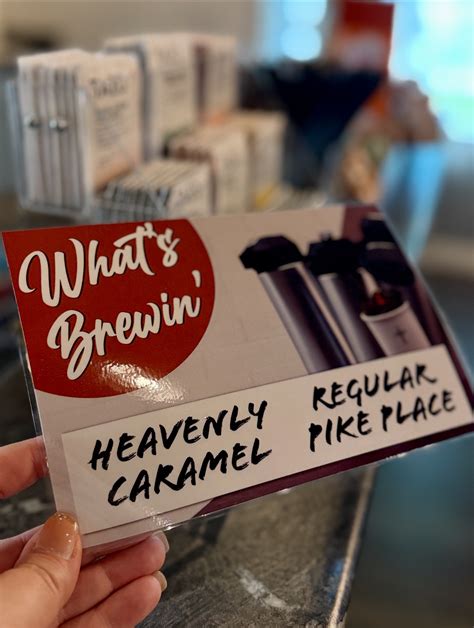 What's
Brewin'
HEAVENLY
CARAMEL
REGULAR
PIKE PLACE